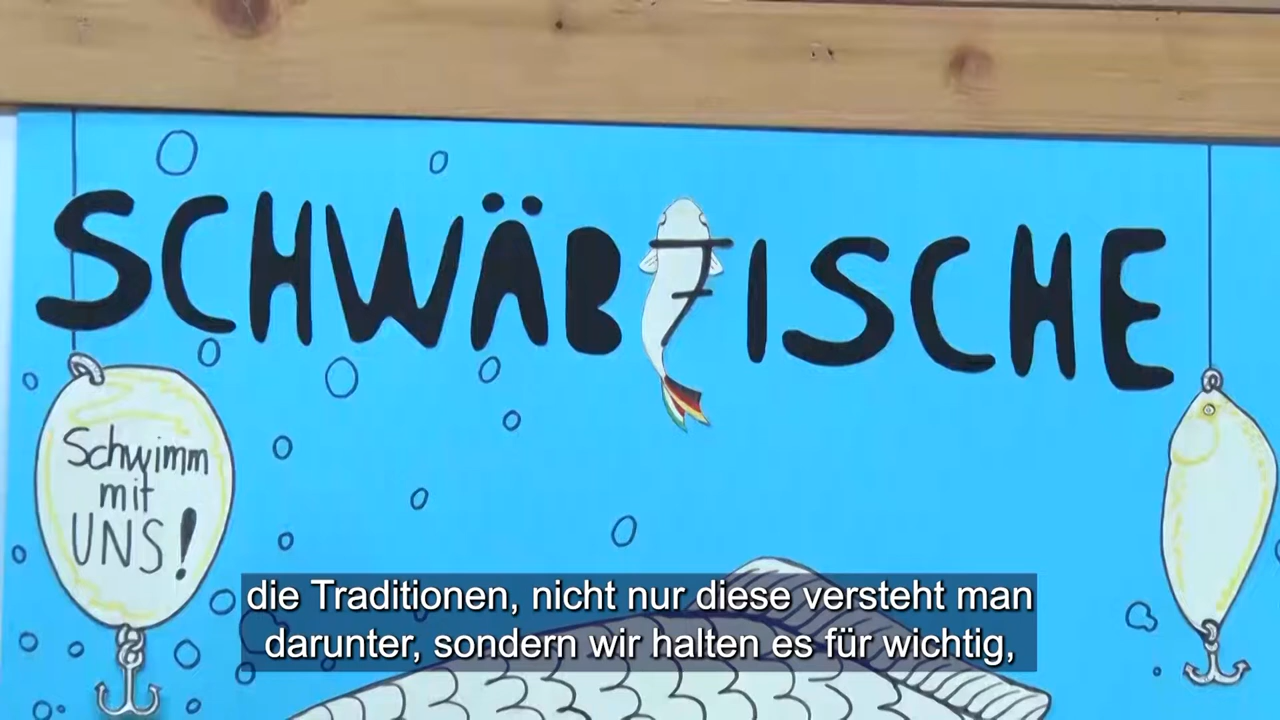 SCHWÄBFISCHE
Schwimm
mit
UNS!
die Traditionen, nicht nur diese versteht man
darunter, sondern wir halten es für wichtig,